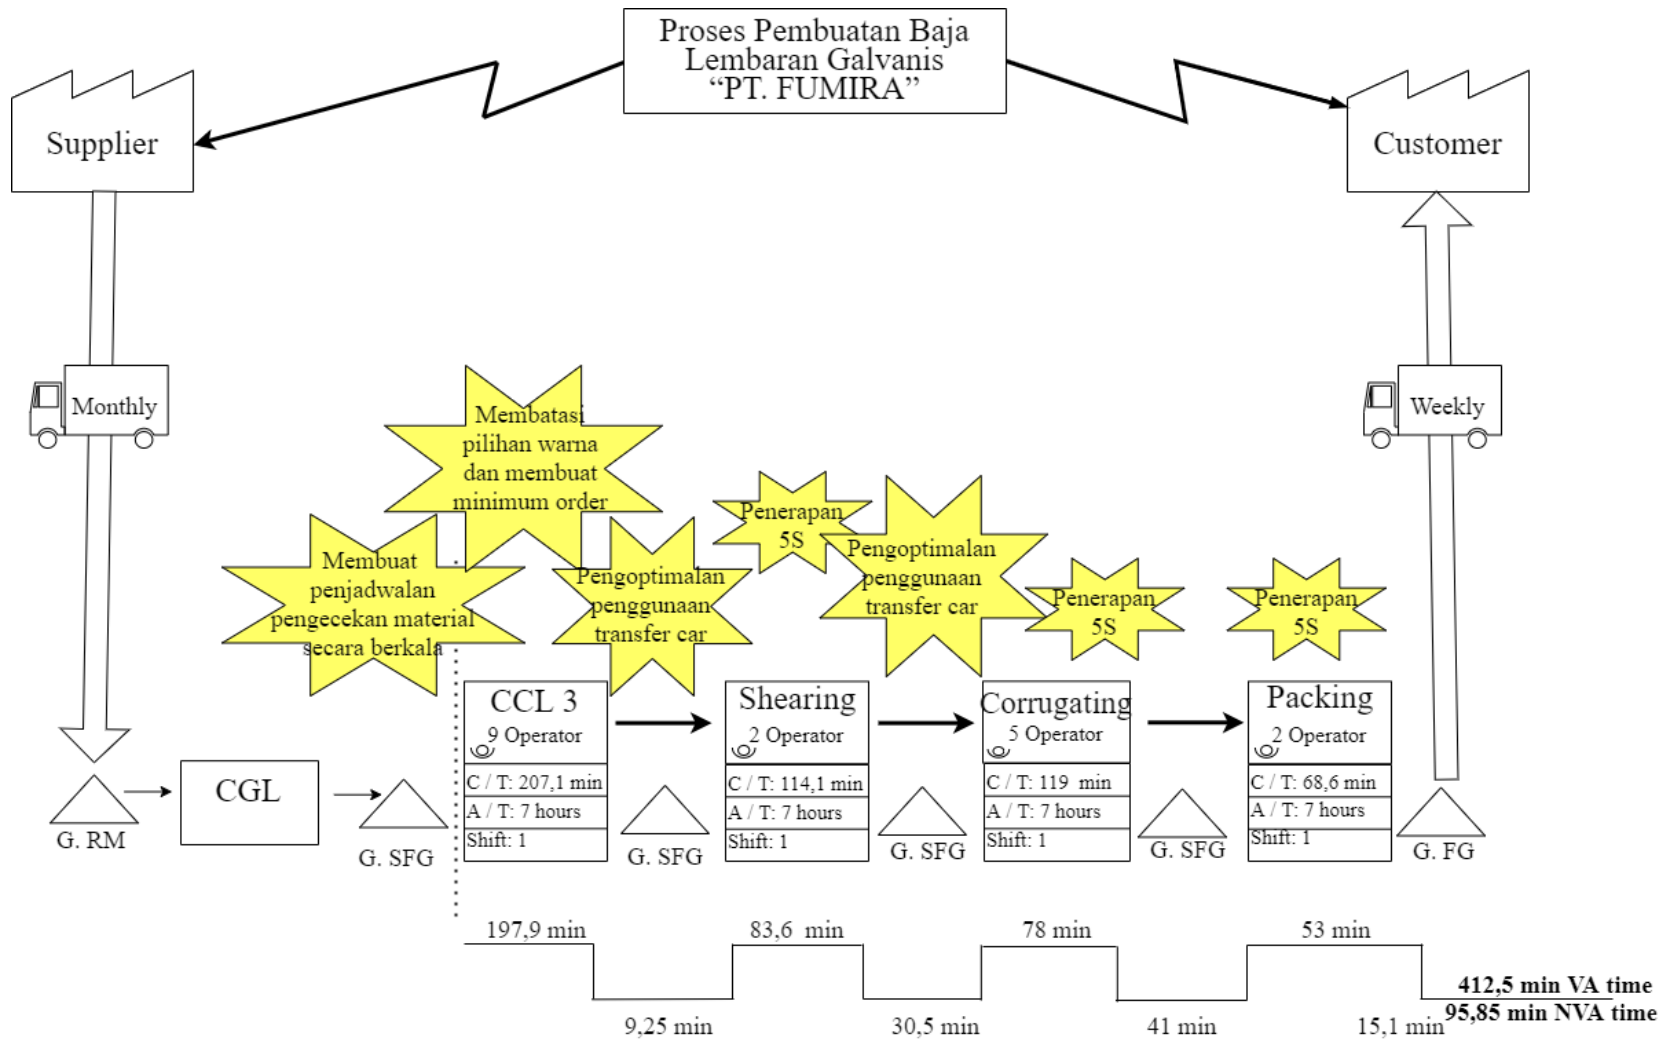 Proses Pembuatan Baja
Lembaran Galvanis
“PT. FUMIRA”
Supplier
Customer
Monthly
Weekly
Membatasi
pilihan warna
dan membuat
minimum order
Membuat
penjadwalan
pengecekan material
secara berkala
Pengoptimalan
penggunaan
transfer car
Penerapan
5S
Pengoptimalan
penggunaan
transfer car
Penerapan
5S
Penerapan
5S
G. RM
CGL
G. SFG
CCL 3
9 Operator
C / T: 207,1 min
A / T: 7 hours
Shift: 1
G. SFG
Shearing
2 Operator
C / T: 114,1 min
A / T: 7 hours
Shift: 1
G. SFG
Corrugating
5 Operator
C / T: 119 min
A / T: 7 hours
Shift: 1
G. SFG
Packing
2 Operator
C / T: 68,6 min
A / T: 7 hours
Shift: 1
G. FG
197,9 min
83,6 min
78 min
53 min
9,25 min
30,5 min
41 min
15,1 min
412,5 min VA time
95,85 min NVA time